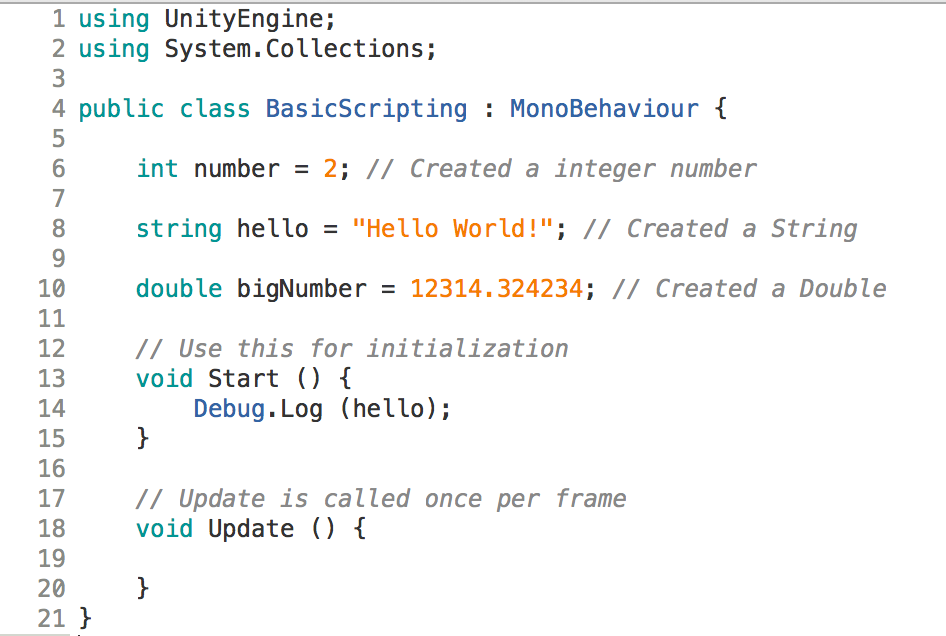 1 using UnityEngine;
2 using System.Collections;
3
4 public class BasicScripting : MonoBehaviour {
5
6     int number = 2; // Created a integer number
7
8     string hello = "Hello World!"; // Created a String
9
10     double bigNumber = 12314.324234; // Created a Double
11
12     // Use this for initialization
13     void Start () {
14         Debug.Log (hello);
15     }
16
17     // Update is called once per frame
18     void Update () {
19
20     }
21 }